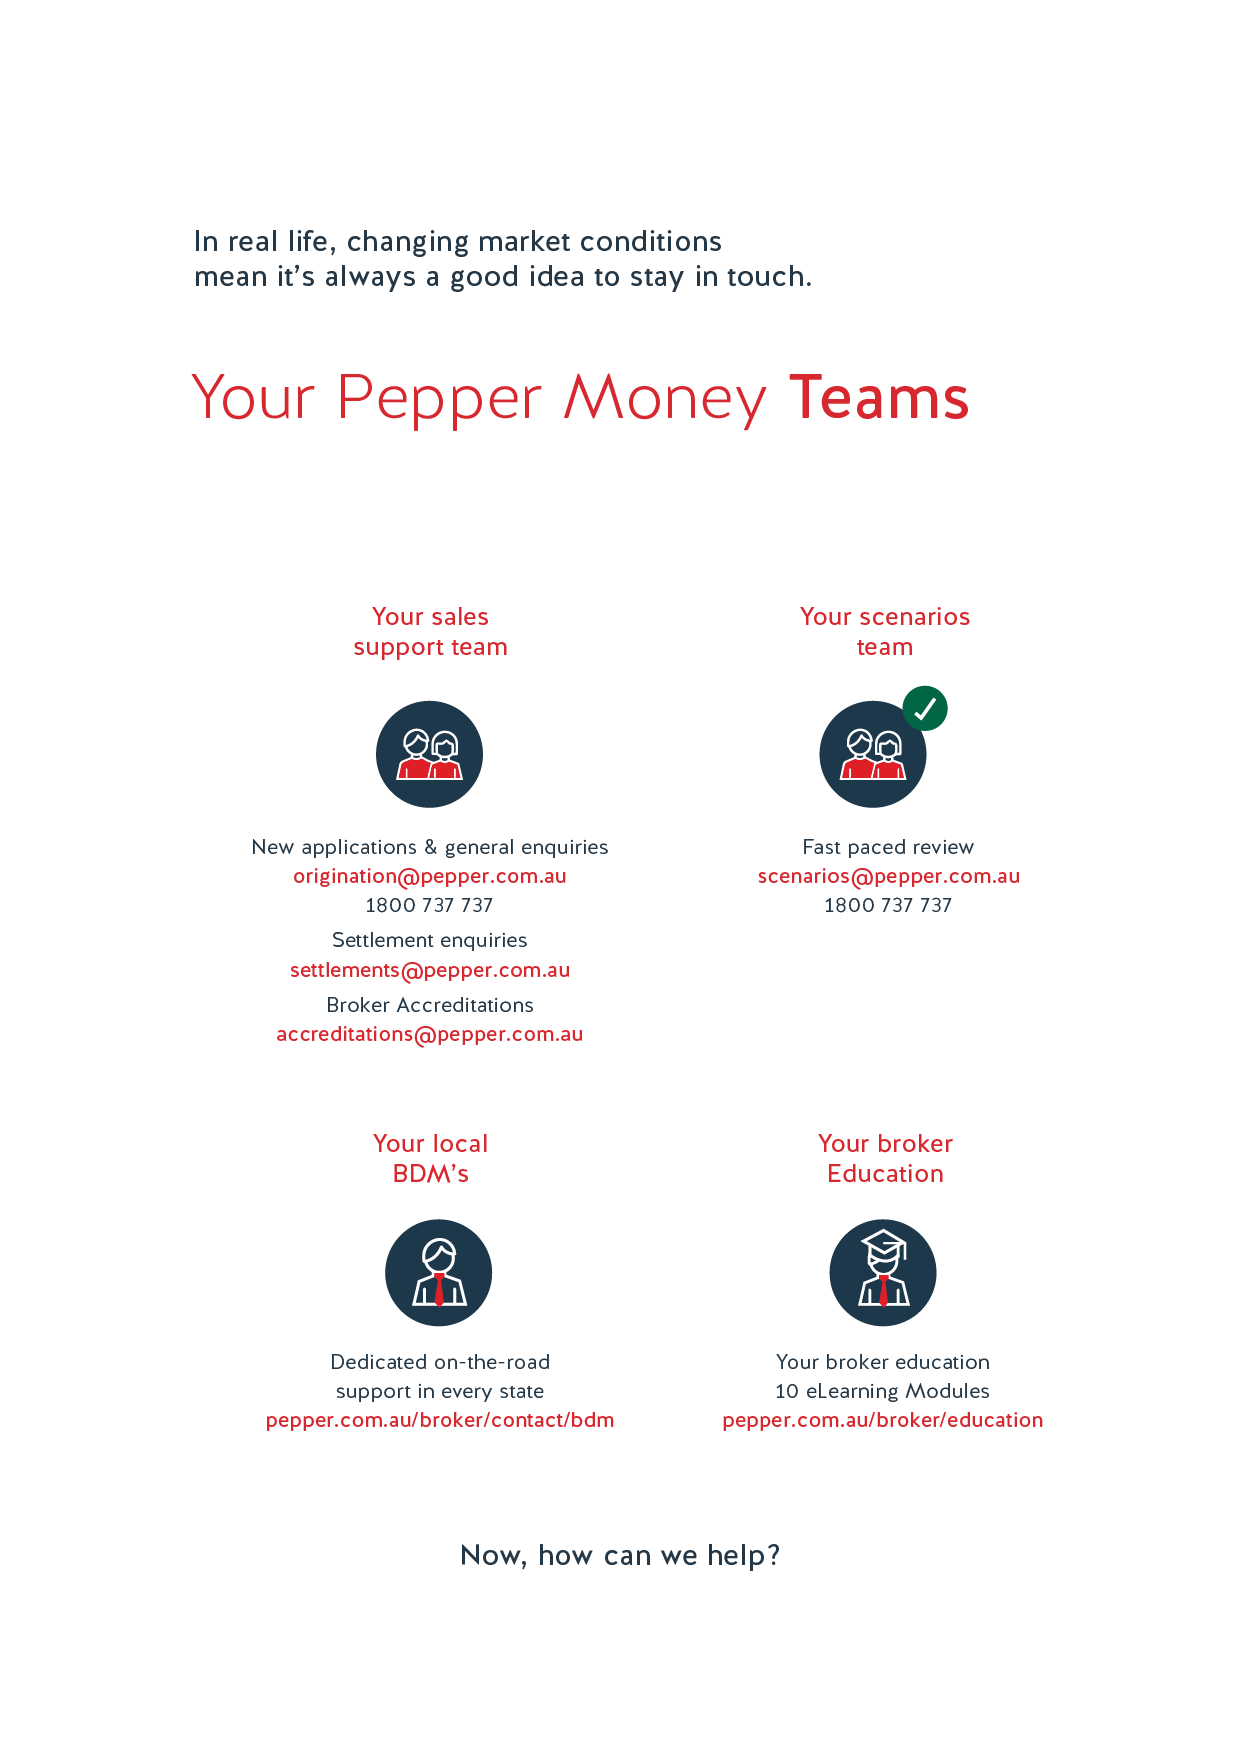 In real life, changing market conditions
mean it’s always a good idea to stay in touch.
Your Pepper Money Teams
Your sales
support team
New applications & general enquiries
origination@pepper.com.au
1800 737 737
Settlement enquiries
settlements@pepper.com.au
Broker Accreditations
accreditations@pepper.com.au
Your scenarios
team
Fast paced review
scenarios@pepper.com.au
1800 737 737
Your local
BDM’s
Dedicated on-the-road
support in every state
pepper.com.au/broker/contact/bdm
Your broker
Education
Your broker education
10 eLearning Modules
pepper.com.au/broker/education
Now, how can we help?